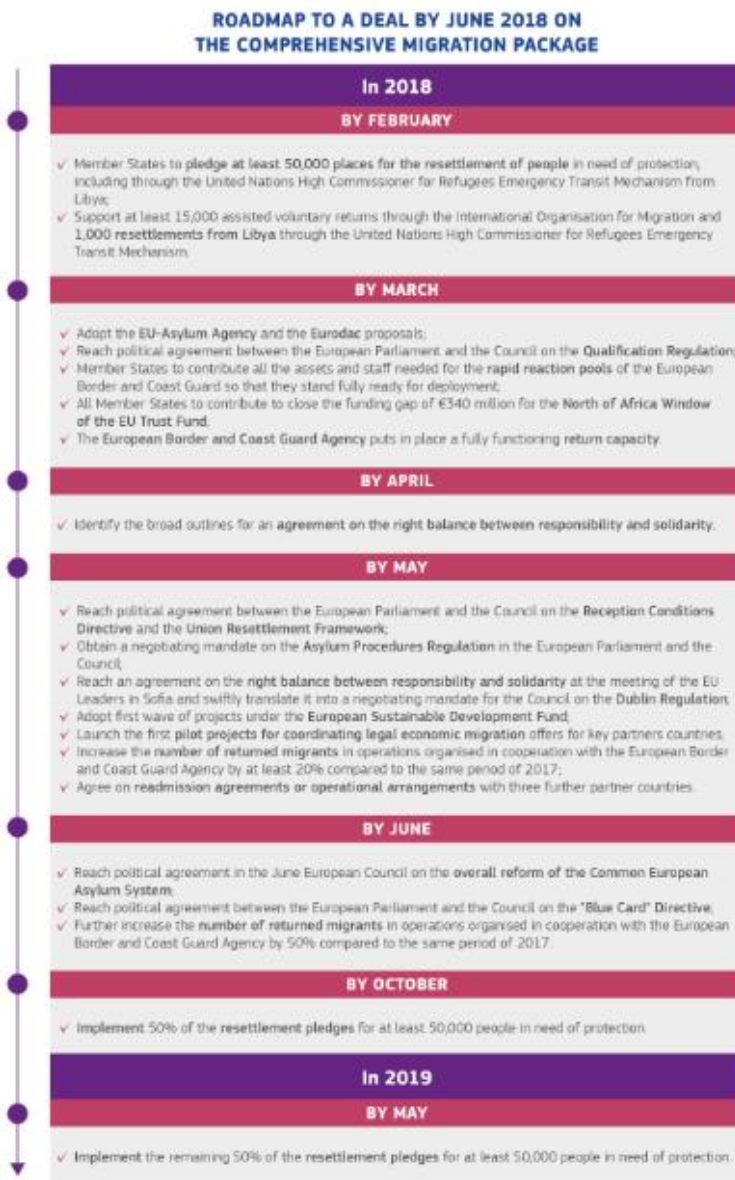 ROADMAP TO A DEAL BY JUNE 2018 ON
THE COMPREHENSIVE MIGRATION PACKAGE
In 2018
BY FEBRUARY
✓ Member States to pledge at least 50,000 places for the resettlement of people in need of protection,
including through the United Nations High Commissioner for Refugees Emergency Transit Mechanism from
Libya;
✓ Support at least 15,000 assisted voluntary returns through the International Organisation for Migration and
1,000 resettlements from Libya through the United Nations High Commissioner for Refugees Emergency
Transit Mechanism.
BY MARCH
✓ Adopt the EU-Asylum Agency and the Eurodac proposals;
✓ Reach political agreement between the European Parliament and the Council on the Qualification Regulation;
✓ Member States to contribute all the assets and staff needed for the rapid reaction pools of the European
Border and Coast Guard so that they stand fully ready for deployment;
✓ All Member States to contribute to close the funding gap of €340 million for the North of Africa Window
of the EU Trust Fund;
✓ The European Border and Coast Guard Agency puts in place a fully functioning return capacity.
BY APRIL
✓ Identify the broad outlines for an agreement on the right balance between responsibility and solidarity.
BY MAY
✓ Reach political agreement between the European Parliament and the Council on the Reception Conditions
Directive and the Union Resettlement Framework;
✓ Obtain a negotiating mandate on the Asylum Procedures Regulation in the European Parliament and the
Council;
✓ Reach an agreement on the right balance between responsibility and solidarity at the meeting of the EU
Leaders in Sofia and swiftly translate it into a negotiating mandate for the Council on the Dublin Regulation;
✓ Adopt first wave of projects under the European Sustainable Development Fund;
✓ Launch the first pilot projects for coordinating legal economic migration offers for key partners countries;
✓ Increase the number of returned migrants in operations organised in cooperation with the European Border
and Coast Guard Agency by at least 20% compared to the same period of 2017;
✓ Agree on readmission agreements or operational arrangements with three further partner countries.
BY JUNE
✓ Reach political agreement in the June European Council on the overall reform of the Common European
Asylum System;
✓ Reach political agreement between the European Parliament and the Council on the "Blue Card" Directive;
✓ Further increase the number of returned migrants in operations organised in cooperation with the European
Border and Coast Guard Agency by 50% compared to the same period of 2017.
BY OCTOBER
✓ Implement 50% of the resettlement pledges for at least 50,000 people in need of protection.
In 2019
BY MAY
✓ Implement the remaining 50% of the resettlement pledges for at least 50,000 people in need of protection.